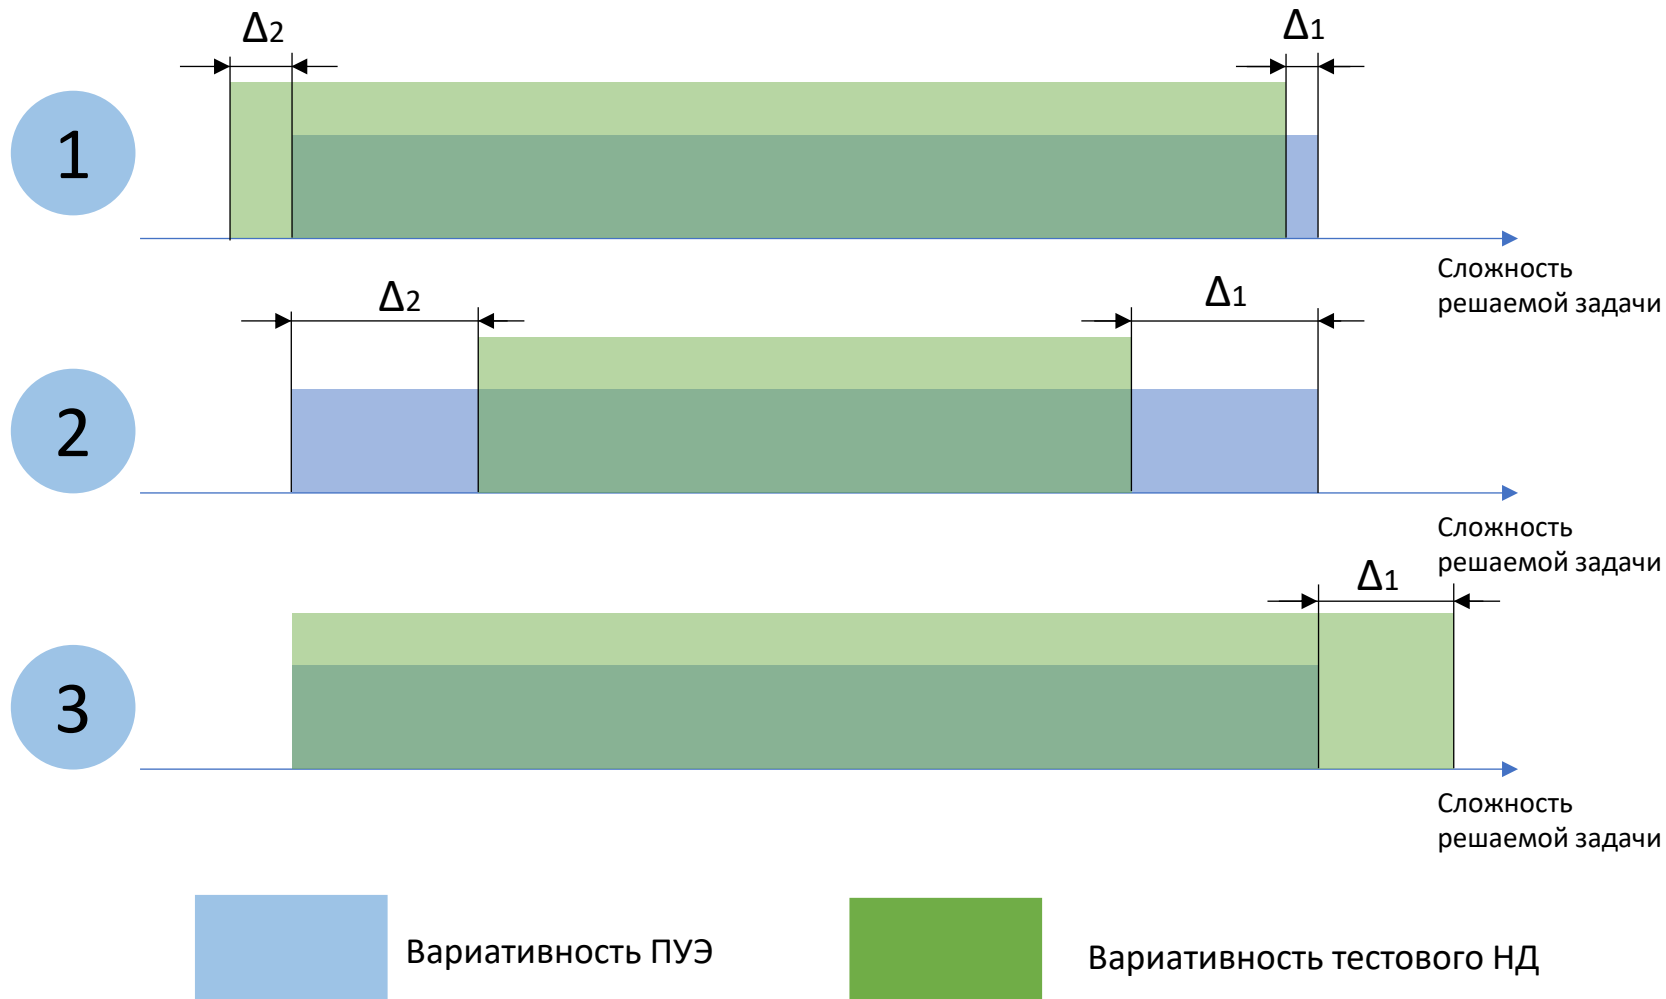 Δ2
Δ1
1
Сложность
решаемой задачи
Δ2
Δ1
2
Сложность
решаемой задачи
Δ1
3
Сложность
решаемой задачи
Вариативность ПУЭ
Вариативность тестового НД